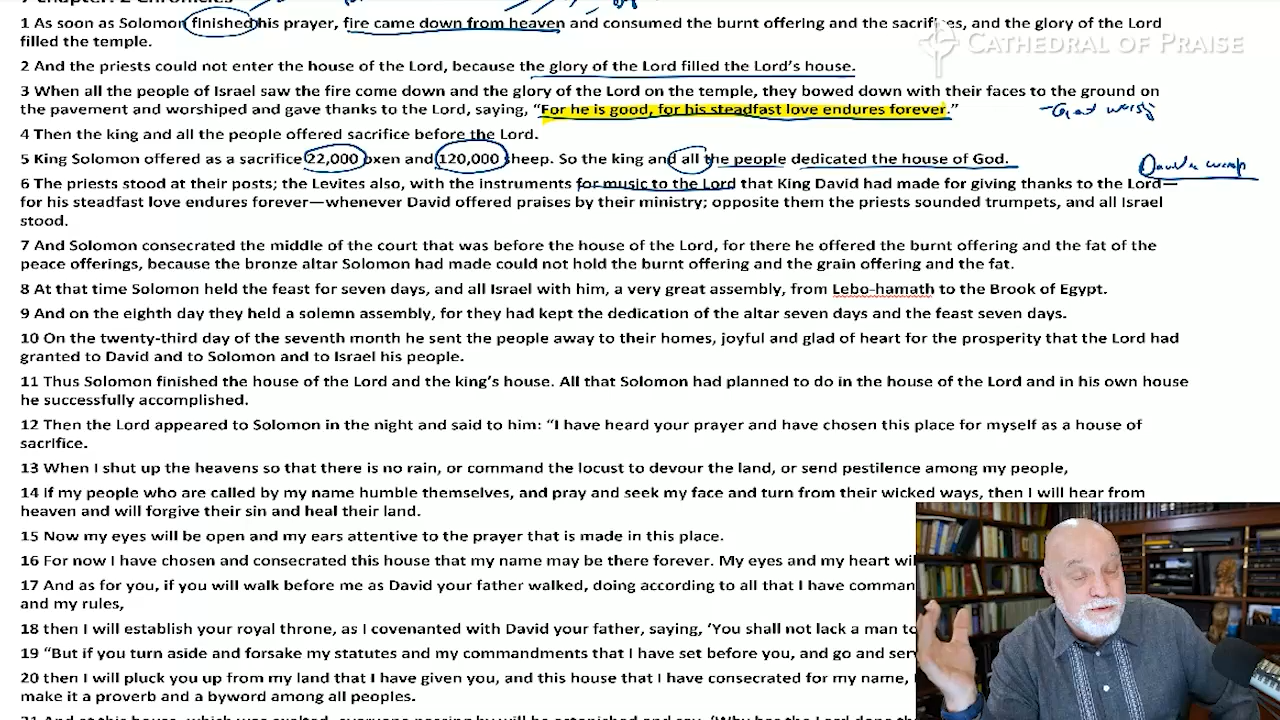 7 Chapter: 2 Chronicles
1 As soon as Solomon finished his prayer, fire came down from heaven and consumed the burnt offering and the sacrifices, and the glory of the Lord
filled the temple.
CATHEDRAL OF PRAISE
2 And the priests could not enter the house of the Lord, because the glory of the Lord filled the Lord's house.
3 When all the people of Israel saw the fire come down and the glory of the Lord on the temple, they bowed down with their faces to the ground on
the pavement and worshiped and gave thanks to the Lord, saying, “For he is good, for his steadfast love endures forever.”
4 Then the king and all the people offered sacrifice before the Lord.
5 King Solomon offered as a sacrifice 22,000 oxen and 120,000 sheep. So the king and all the people dedicated the house of God.
6 The priests stood at their posts; the Levites also, with the instruments for music to the Lord that King David had made for giving thanks to the Lord—
for his steadfast love endures forever—whenever David offered praises by their ministry; opposite them the priests sounded trumpets, and all Israel
stood.
7 And Solomon consecrated the middle of the court that was before the house of the Lord, for there he offered the burnt offering and the fat of the
peace offerings, because the bronze altar Solomon had made could not hold the burnt offering and the grain offering and the fat.
8 At that time Solomon held the feast for seven days, and all Israel with him, a very great assembly, from Lebo-hamath to the Brook of Egypt.
9 And on the eighth day they held a solemn assembly, for they had kept the dedication of the altar seven days and the feast seven days.
10 On the twenty-third day of the seventh month he sent the people away to their homes, joyful and glad of heart for the prosperity that the Lord had
granted to David and to Solomon and to Israel his people.
11 Thus Solomon finished the house of the Lord and the king's house. All that Solomon had planned to do in the house of the Lord and in his own house
he successfully accomplished.
12 Then the Lord appeared to Solomon in the night and said to him: “I have heard your prayer and have chosen this place for myself as a house of
sacrifice.
13 When I shut up the heavens so that there is no rain, or command the locust to devour the land, or send pestilence among my people,
14 If my people who are called by my name humble themselves, and pray and seek my face and turn from their wicked ways, then I will hear from
heaven and will forgive their sin and heal their land.
15 Now my eyes will be open and my ears attentive to the prayer that is made in this place.
16 For now I have chosen and consecrated this house that my name may be there forever. My eyes and my heart wil
17 And as for you, if you will walk before me as David your father walked, doing according to all that I have comman
and my rules,
18 then I will establish your royal throne, as I covenanted with David your father, saying, ‘You shall not lack a man to
19 “But if you turn aside and forsake my statutes and my commandments that I have set before you, and go and ser
20 then I will pluck you up from my land that I have given you, and this house that I have consecrated for my name,
make it a proverb and a byword among all peoples.